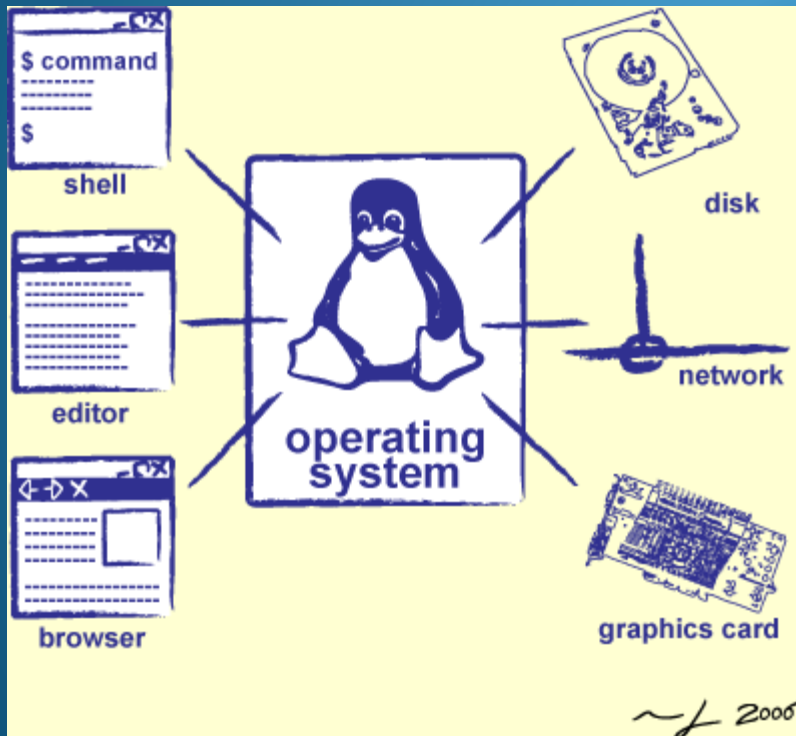 $ command
$
shell
editor
browser
operating
system
disk
network
graphics card
2006